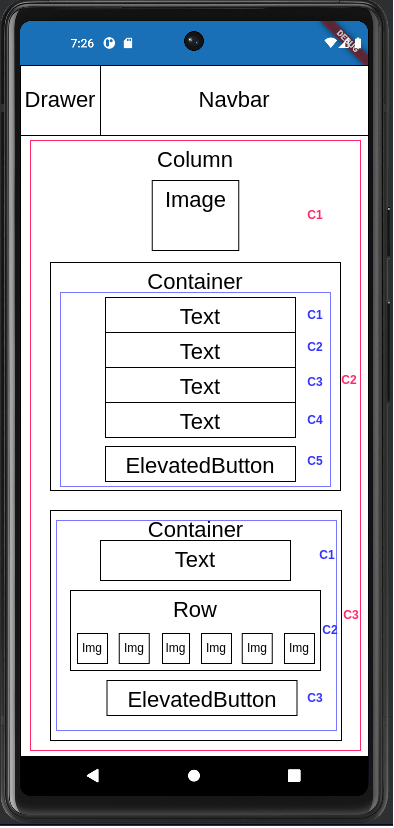 7:26
DEBUG
Drawer Navbar
Column
Image
C1
Container
Text C1
Text C2
Text C3
C2
Text C4
ElevatedButton C5
Container
Text C1
Row
C3
C2
Img Img Img Img Img Img
ElevatedButton C3